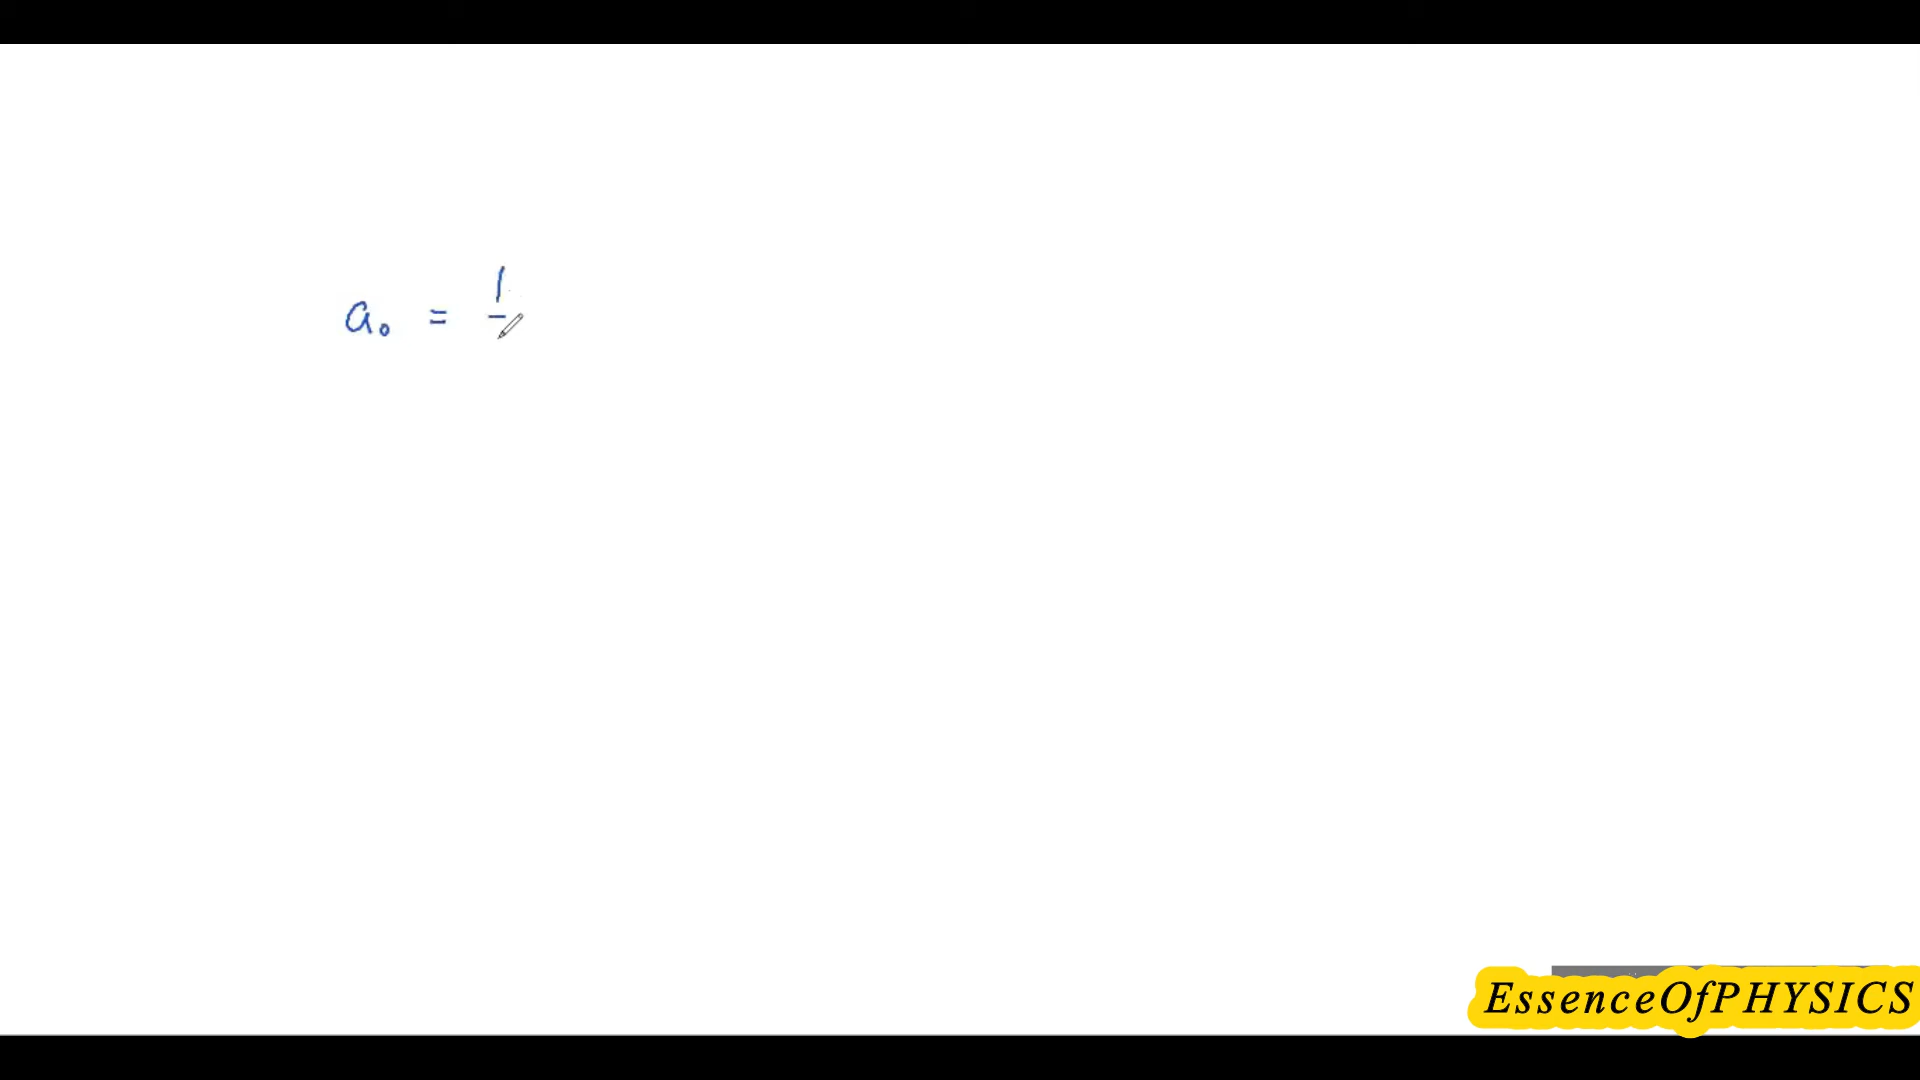 a₀ = 1/
EssenceOfPHYSICS